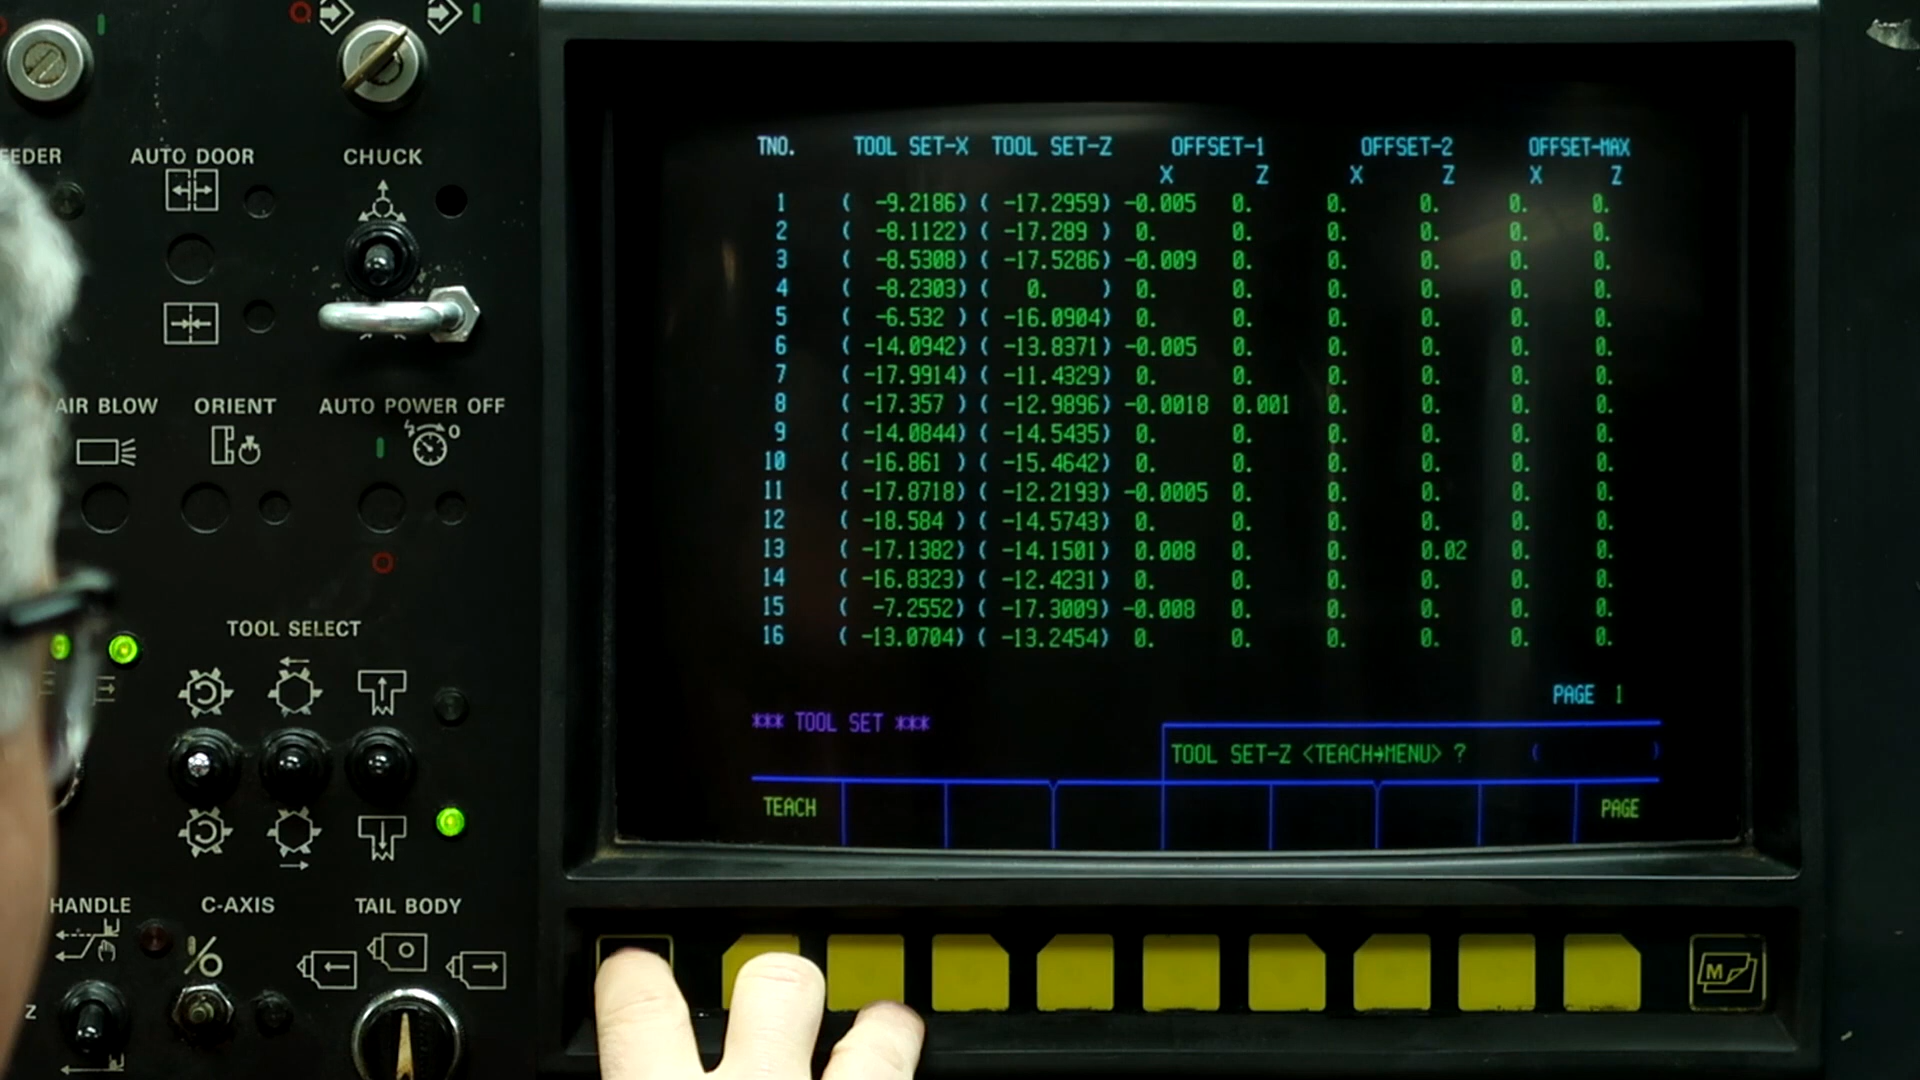 EEDER AUTO DOOR CHUCK
AIR BLOW ORIENT AUTO POWER OFF
TOOL SELECT
HANDLE C-AXIS TAIL BODY
Z
TNO. TOOL SET-X TOOL SET-Z OFFSET-1 OFFSET-2 OFFSET-MAX
X Z X Z X Z
1 ( -9.2186) ( -17.2959) -0.005 0. 0. 0. 0. 0.
2 ( -8.1122) ( -17.289 ) 0. 0. 0. 0. 0. 0.
3 ( -8.5308) ( -17.5286) -0.009 0. 0. 0. 0. 0.
4 ( -8.2303) ( 0. ) 0. 0. 0. 0. 0. 0.
5 ( -6.532 ) ( -16.0904) 0. 0. 0. 0. 0. 0.
6 ( -14.0942) ( -13.8371) -0.005 0. 0. 0. 0. 0.
7 ( -17.9914) ( -11.4329) 0. 0. 0. 0. 0. 0.
8 ( -17.357 ) ( -12.9896) -0.0018 0.001 0. 0. 0. 0.
9 ( -14.0844) ( -14.5435) 0. 0. 0. 0. 0. 0.
10 ( -16.861 ) ( -15.4642) 0. 0. 0. 0. 0. 0.
11 ( -17.8718) ( -12.2193) -0.0005 0. 0. 0. 0. 0.
12 ( -18.584 ) ( -14.5743) 0. 0. 0. 0. 0. 0.
13 ( -17.1382) ( -14.1501) 0.008 0. 0. 0.02 0. 0.
14 ( -16.8323) ( -12.4231) 0. 0. 0. 0. 0. 0.
15 ( -7.2552) ( -17.3009) -0.008 0. 0. 0. 0. 0.
16 ( -13.0704) ( -13.2454) 0. 0. 0. 0. 0. 0.
PAGE 1
*** TOOL SET ***
TOOL SET-Z <TEACH→MENU> ? ( )
TEACH PAGE
M